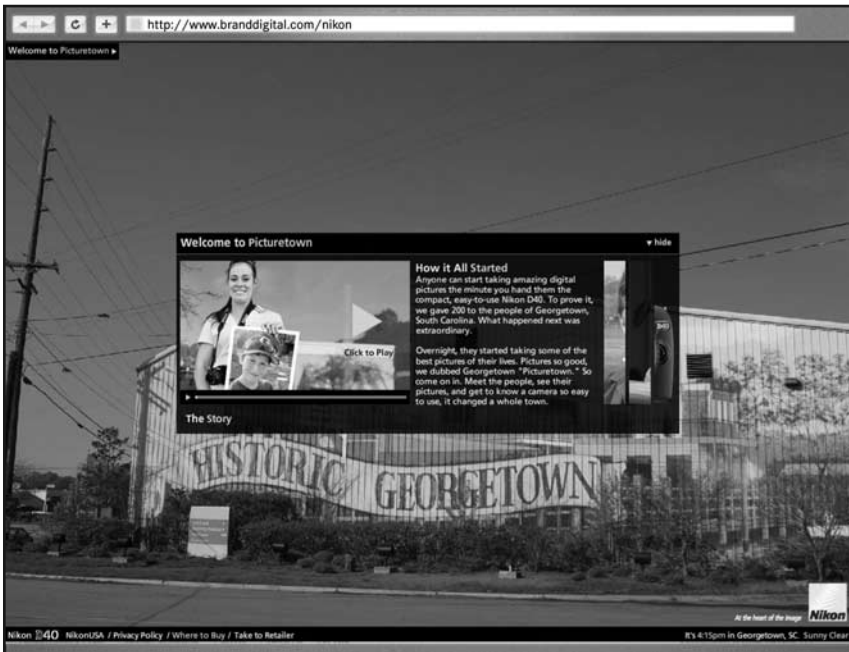 http://www.branddigital.com/nikon
Welcome to Picturetown
Welcome to Picturetown
hide
How it All Started
Anyone can start taking amazing digital
pictures the minute you hand them the
compact, easy-to-use Nikon D40. To prove it,
we gave 200 to the people of Georgetown,
South Carolina. What happened next was
extraordinary.
Overnight, they started taking some of the
best pictures of their lives. Pictures so good,
we dubbed Georgetown "Picturetown." So
come on in. Meet the people, see their
pictures, and get to know a camera so easy
to use, it changed a whole town.
Click to Play
The Story
HISTORIC GEORGETOWN
At the heart of the image
Nikon
Nikon D40 NikonUSA / Privacy Policy / Where to Buy / Take to Retailer
It's 4:15pm in Georgetown, SC. Sunny Clear